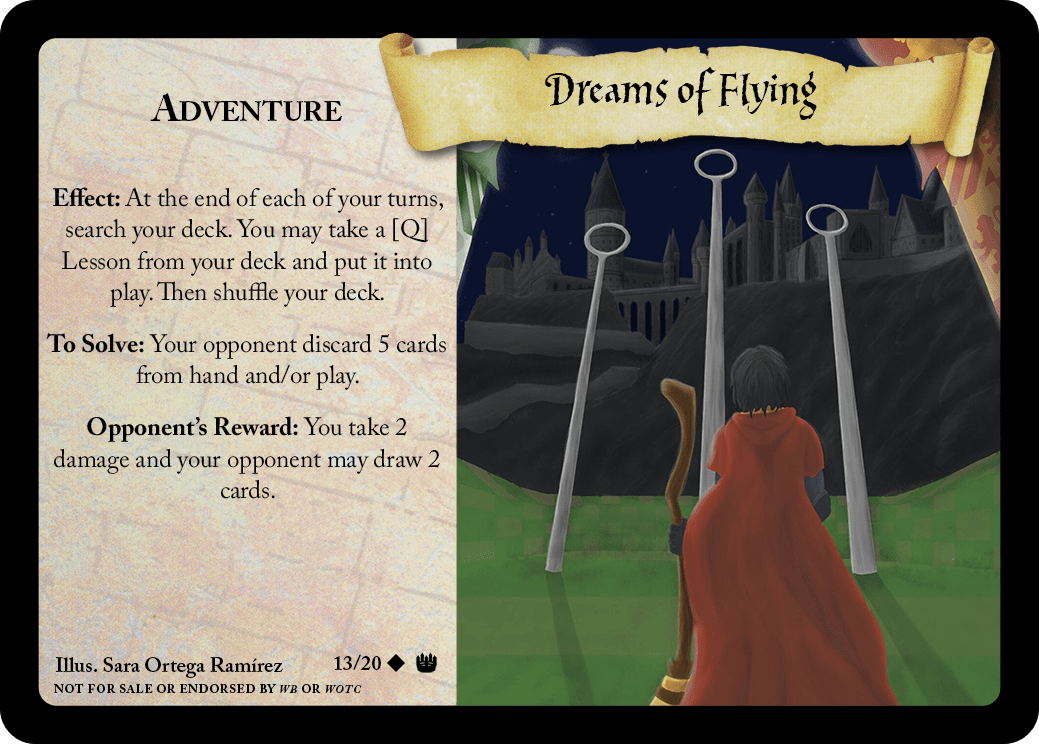 Dreams of Flying
ADVENTURE
Effect: At the end of each of your turns,
search your deck. You may take a [Q]
Lesson from your deck and put it into
play. Then shuffle your deck.
To Solve: Your opponent discard 5 cards
from hand and/or play.
Opponent's Reward: You take 2
damage and your opponent may draw 2
cards.
Illus. Sara Ortega Ramírez 13/20
NOT FOR SALE OR ENDORSED BY WB OR WOTC